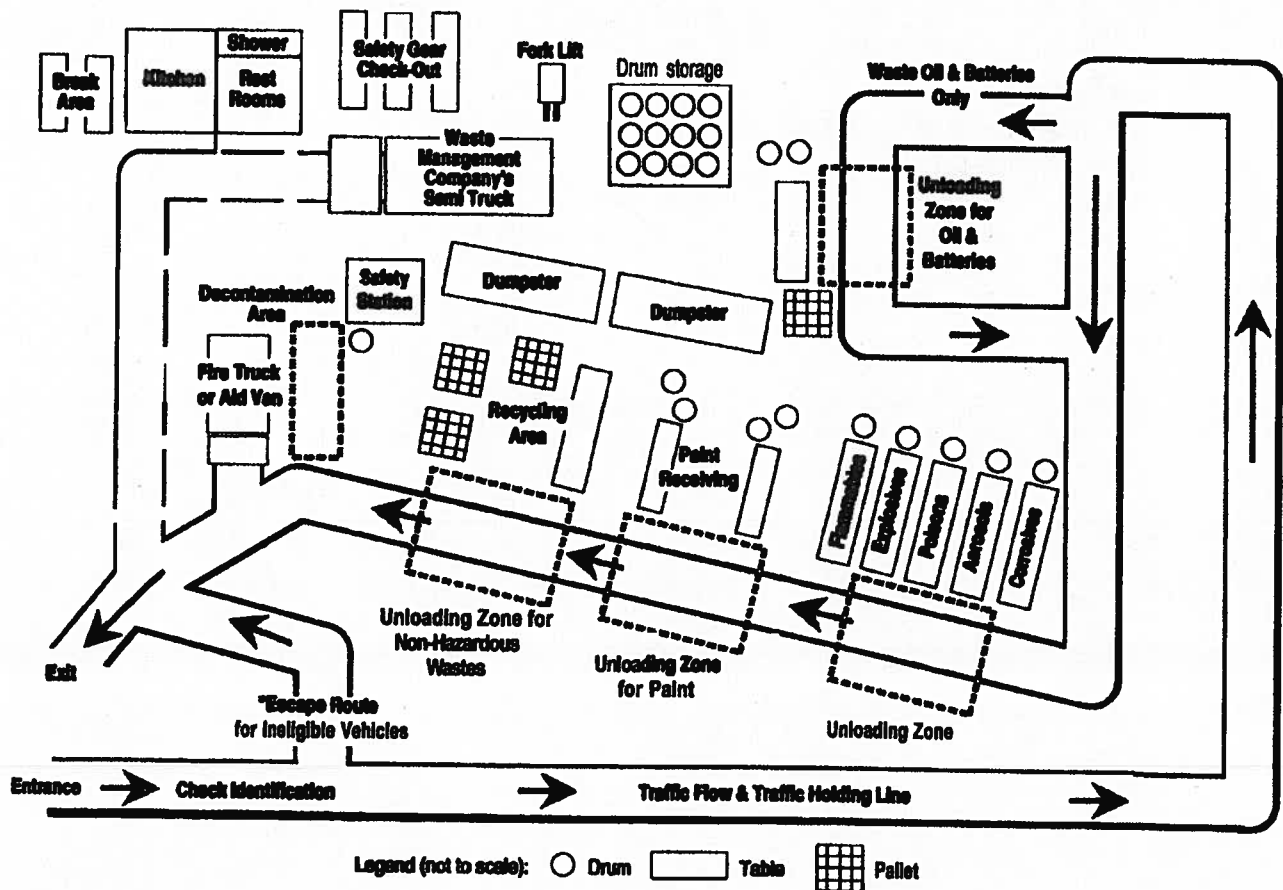 Break
Area
Kitchen
Shower
Rest
Rooms
Safety Gear
Check-Out
Fork Lift
Drum storage
Waste Oil & Batteries
Only
Waste
Management
Company's
Semi Truck
Unloading
Zone for
Oil &
Batteries
Decontamination
Area
Safety
Station
Dumpster
Dumpster
Fire Truck
or Aid Van
Recycling
Area
Paint
Receiving
Flammables
Explosives
Poisons
Aerosols
Corrosives
Unloading Zone for
Non-Hazardous
Wastes
Unloading Zone
for Paint
Unloading Zone
Exit
*Escape Route
for Ineligible Vehicles
Entrance
Check Identification
Traffic Flow & Traffic Holding Line
Legend (not to scale): Drum Table Pallet